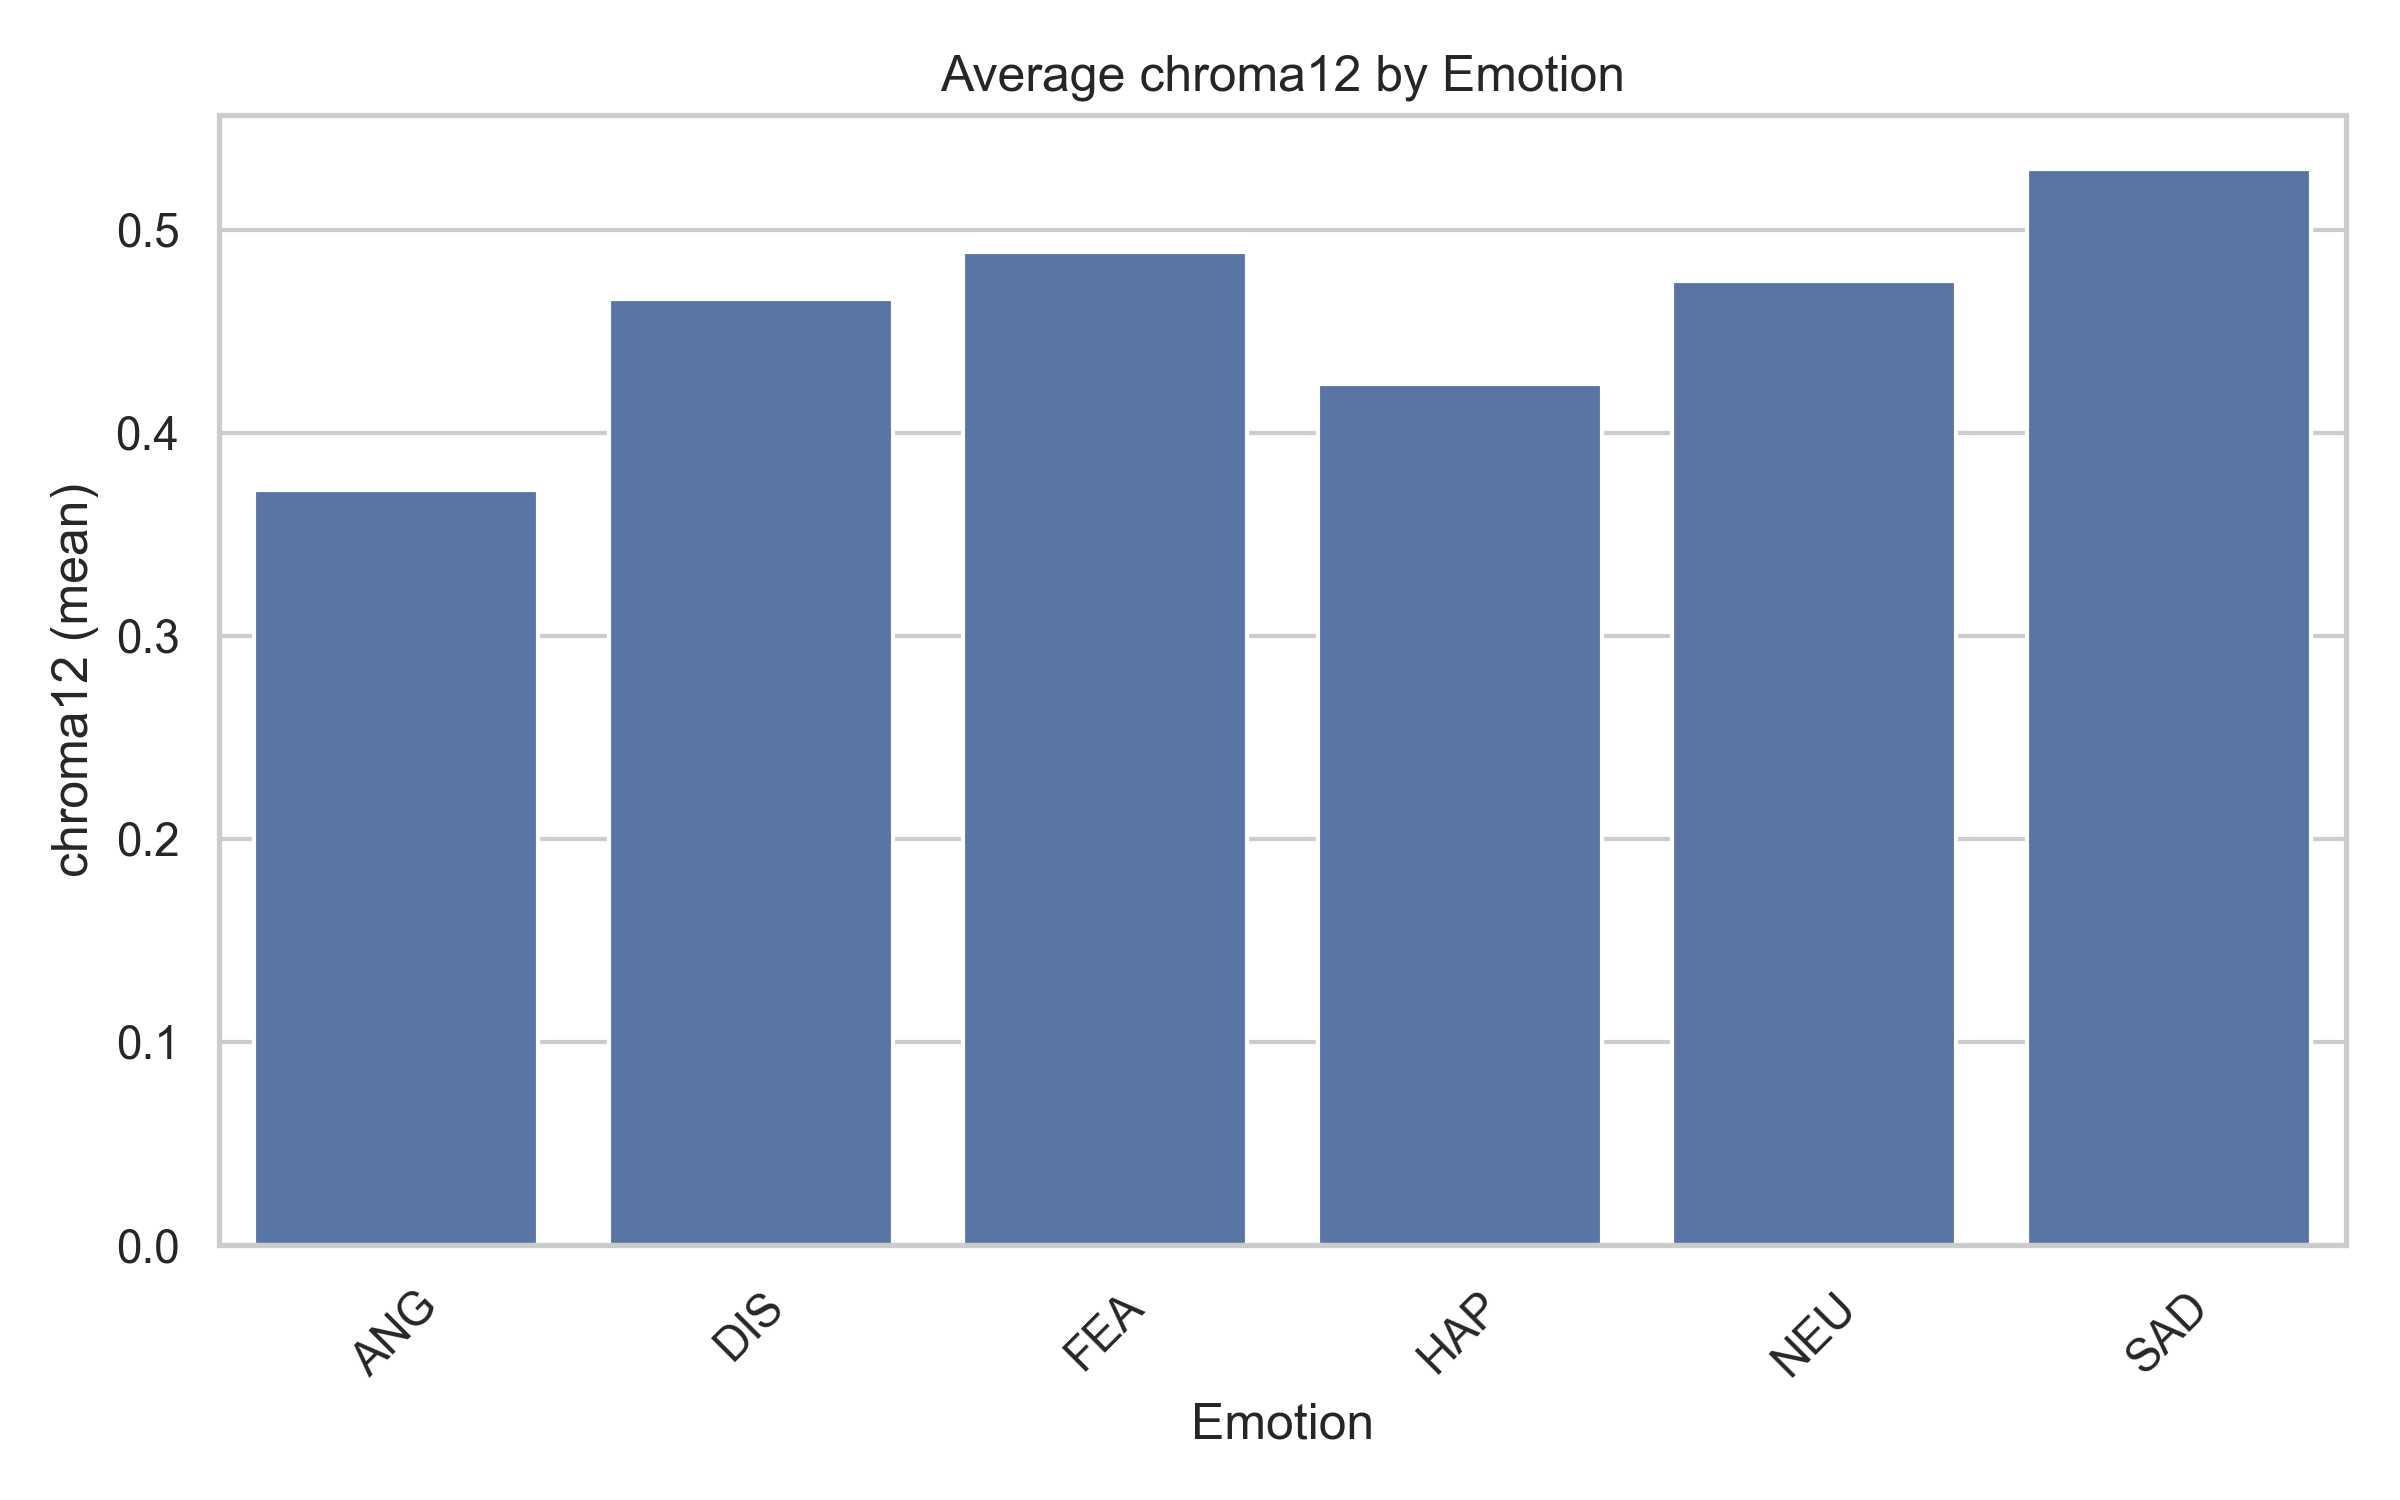 Average chroma12 by Emotion
chroma12 (mean)
0.5
0.4
0.3
0.2
0.1
0.0
ANG
DIS
FEA
HAP
NEU
SAD
Emotion